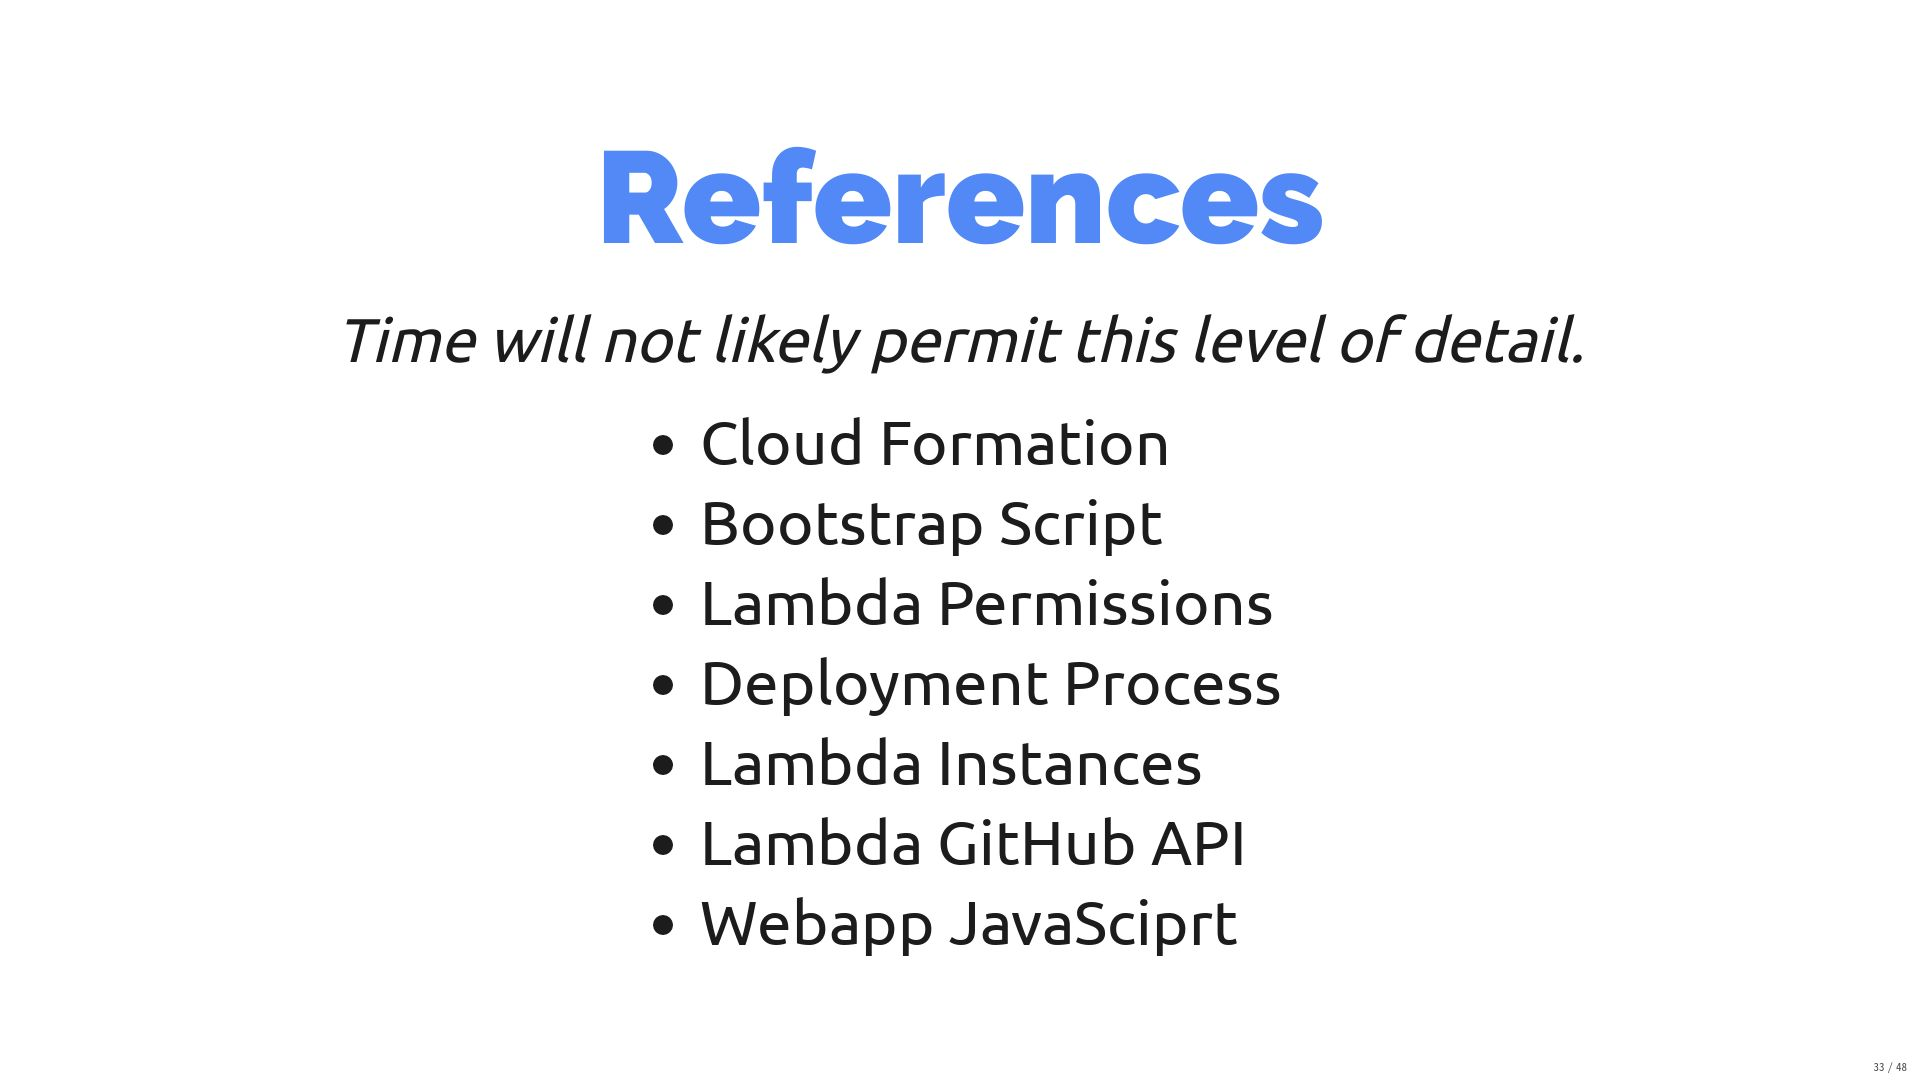 References
Time will not likely permit this level of detail.
• Cloud Formation
• Bootstrap Script
• Lambda Permissions
• Deployment Process
• Lambda Instances
• Lambda GitHub API
• Webapp JavaSciprt
33 / 48